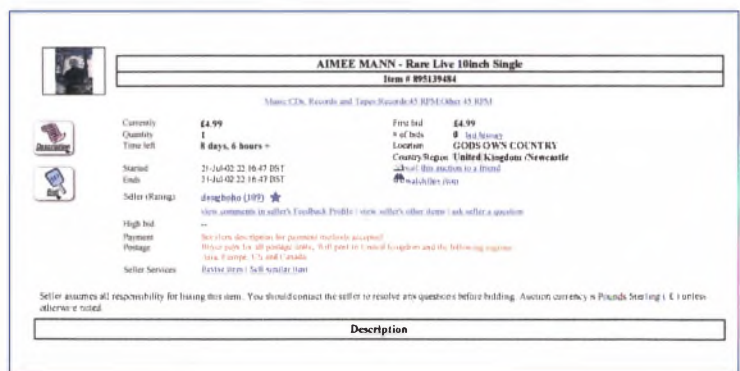 AIMEE MANN - Rare Live 10inch Single
Item # 895139484
Music:CDs, Records and Tapes:Records:45 RPM:Other 45 RPM
Description
Bid
Currently £4.99 First bid £4.99
Quantity 1 # of bids 0 bid history
Time left 8 days, 6 hours + Location GODS OWN COUNTRY
Country/Region United Kingdom /Newcastle
Started 21-Jul-02 22:16:47 BST mail this auction to a friend
Ends 31-Jul-02 22:16:47 BST watch this item
Seller (Rating) (109)
view comments in seller's Feedback Profile | view seller's other items | ask seller a question
High bid --
Payment See item description for payment methods accepted
Postage Buyer pays for all postage costs, Will post to United Kingdom and the following regions:
Asia, Europe, US and Canada.
Seller Services Revise item | Sell similar item
Seller assumes all responsibility for listing this item. You should contact the seller to resolve any questions before bidding. Auction currency is Pounds Sterling ( £ ) unless
otherwise noted.
Description